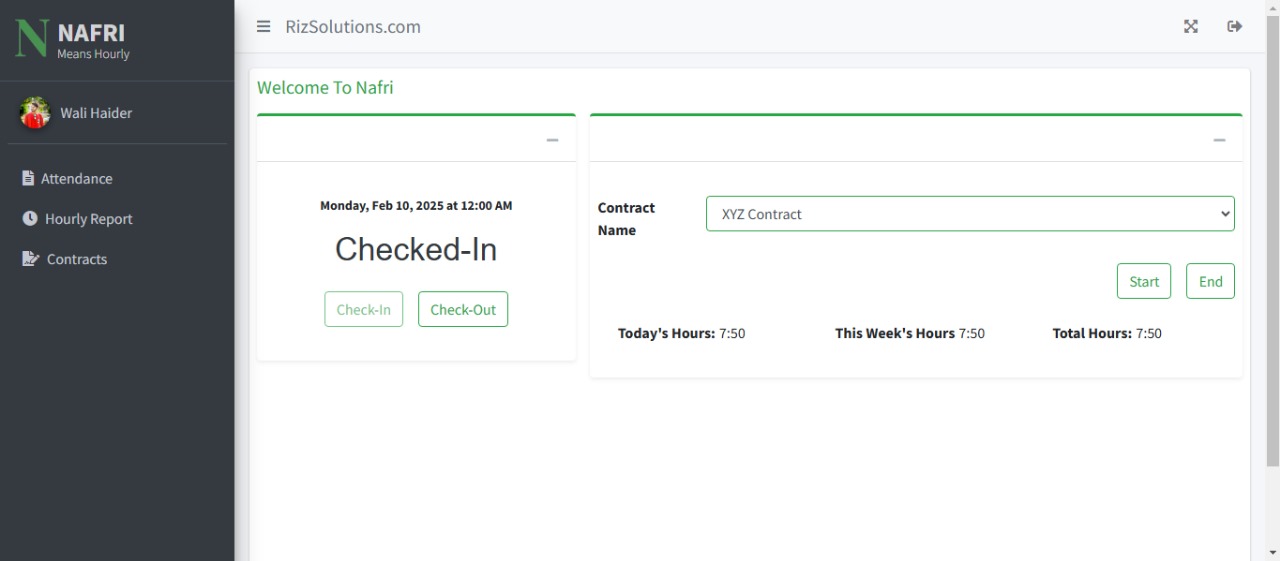 N NAFRI
Means Hourly
RizSolutions.com
Wali Haider
Attendance
Hourly Report
Contracts
Welcome To Nafri
Monday, Feb 10, 2025 at 12:00 AM
Checked-In
Check-In Check-Out
Contract Name
XYZ Contract
Start End
Today's Hours: 7:50 This Week's Hours 7:50 Total Hours: 7:50